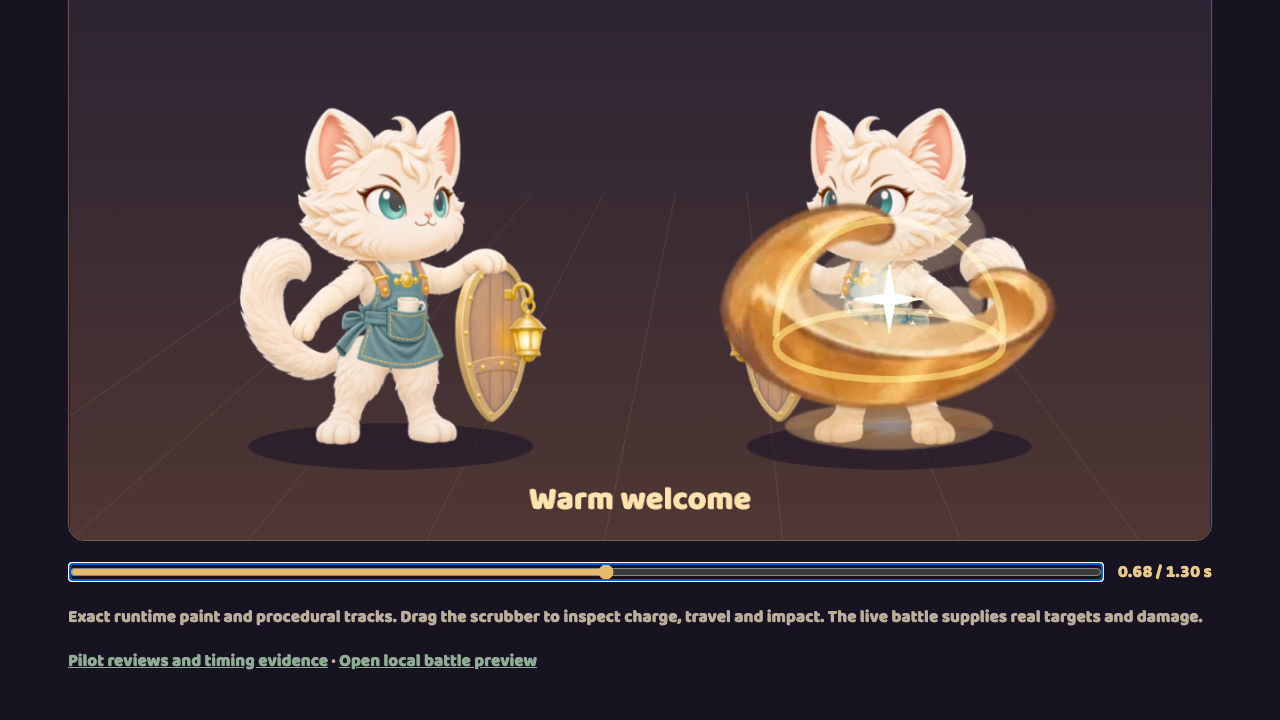 Warm welcome
0.68 / 1.30 s
Exact runtime paint and procedural tracks. Drag the scrubber to inspect charge, travel and impact. The live battle supplies real targets and damage.
Pilot reviews and timing evidence · Open local battle preview